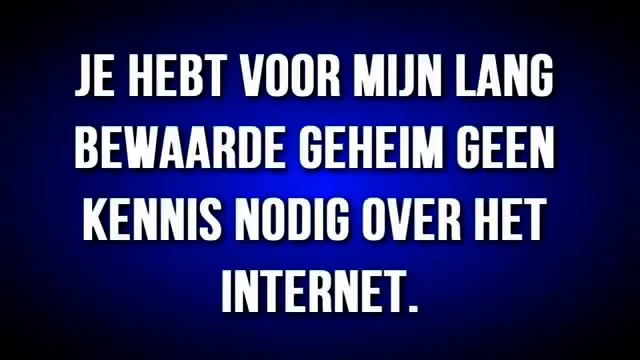 JE HEBT VOOR MIJN LANG
BEWAARDE GEHEIM GEEN
KENNIS NODIG OVER HET
INTERNET.